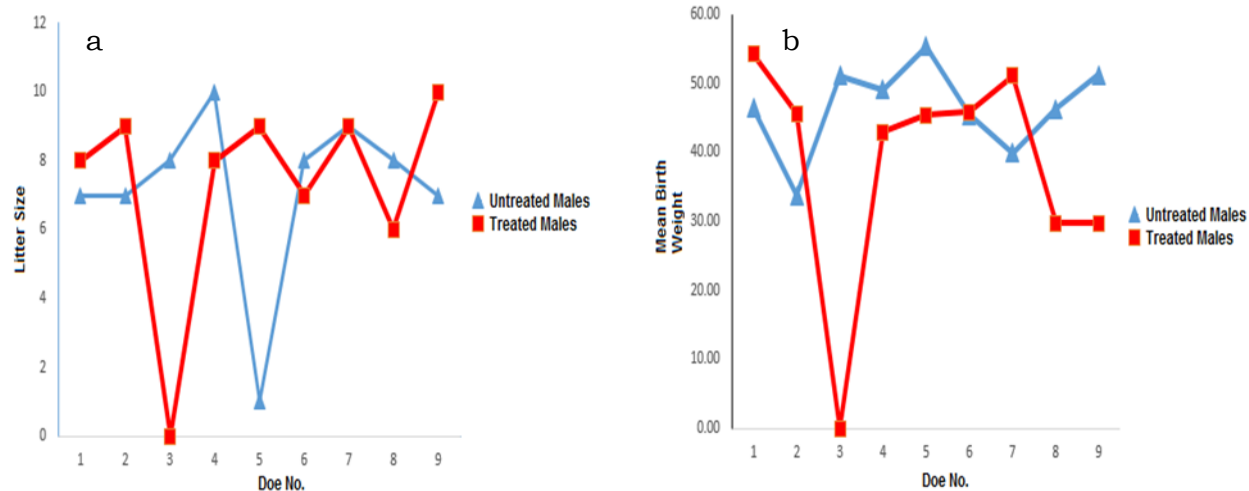 a
12
10
8
6
4
2
0
Litter Size
1 2 3 4 5 6 7 8 9
Doe No.
Untreated Males
Treated Males
b
60.00
50.00
40.00
30.00
20.00
10.00
0.00
Mean Birth
Weight
1 2 3 4 5 6 7 8 9
Doe No.
Untreated Males
Treated Males